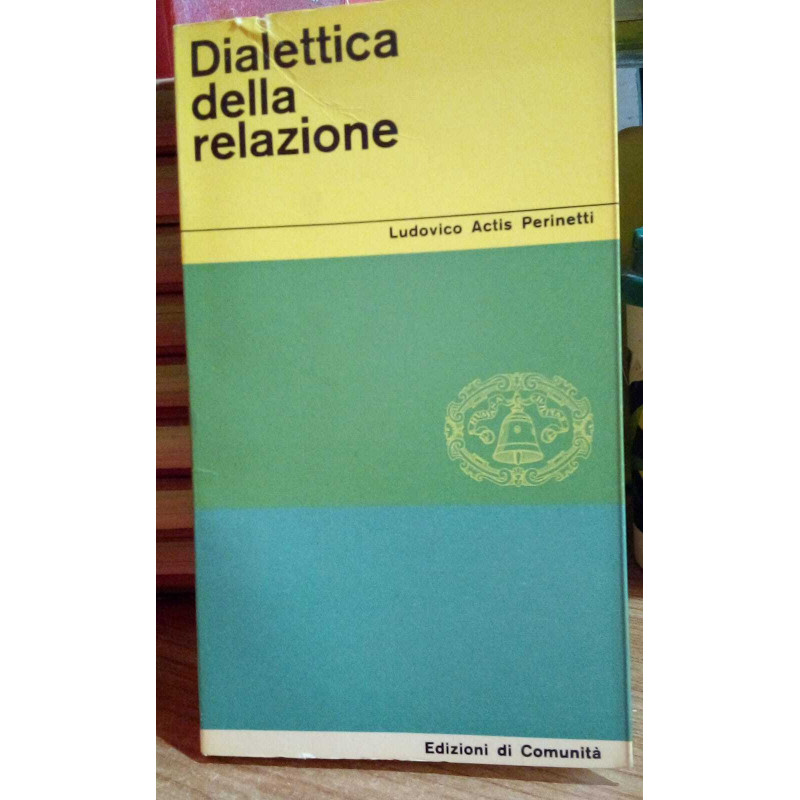 Dialettica
della
relazione
Ludovico Actis Perinetti
Edizioni di Comunità